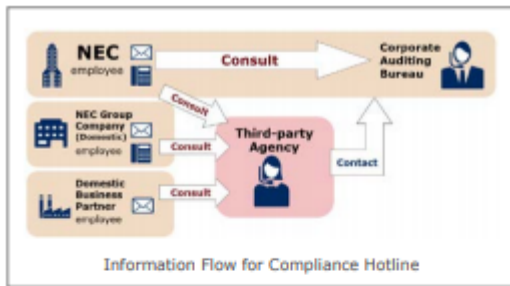 NEC
employee
Consult
Corporate
Auditing
Bureau
Consult
NEC Group
Company
(Domestic)
employee
Consult
Third-party
Agency
Contact
Domestic
Business
Partner
employee
Consult
Information Flow for Compliance Hotline